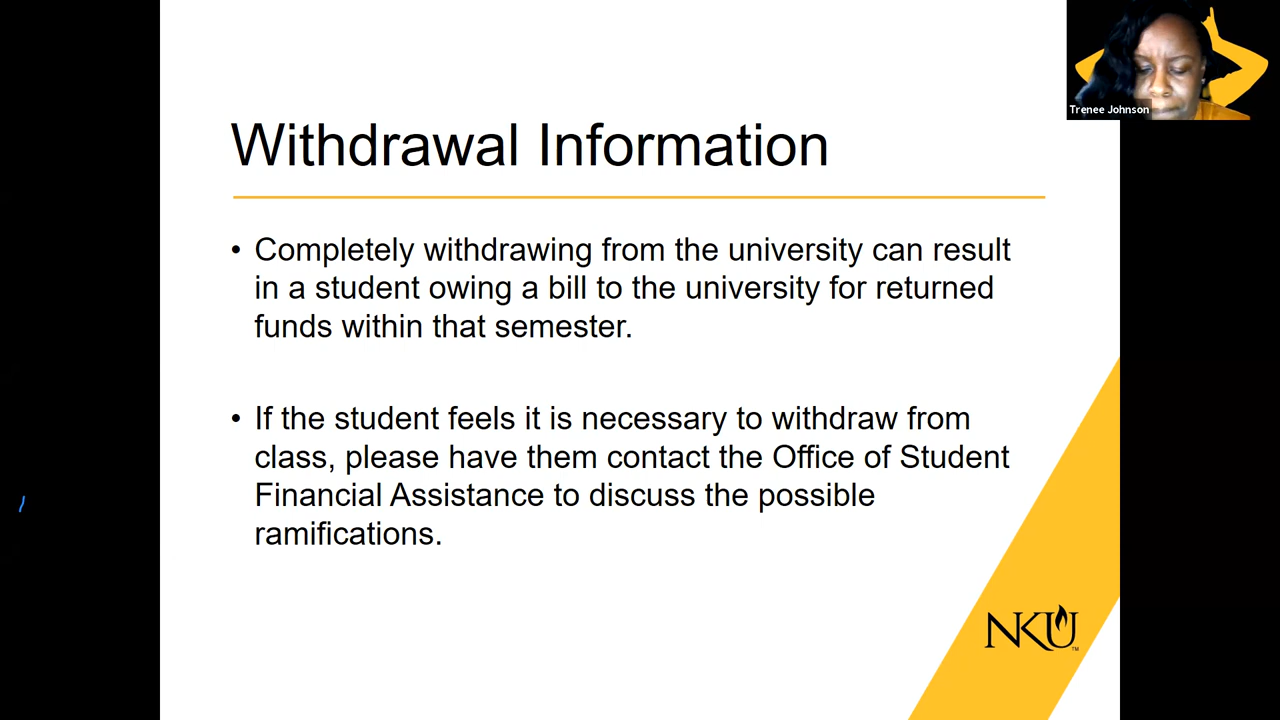 Trenee Johnson
Withdrawal Information
• Completely withdrawing from the university can result
in a student owing a bill to the university for returned
funds within that semester.
• If the student feels it is necessary to withdraw from
class, please have them contact the Office of Student
Financial Assistance to discuss the possible
ramifications.
NKU™